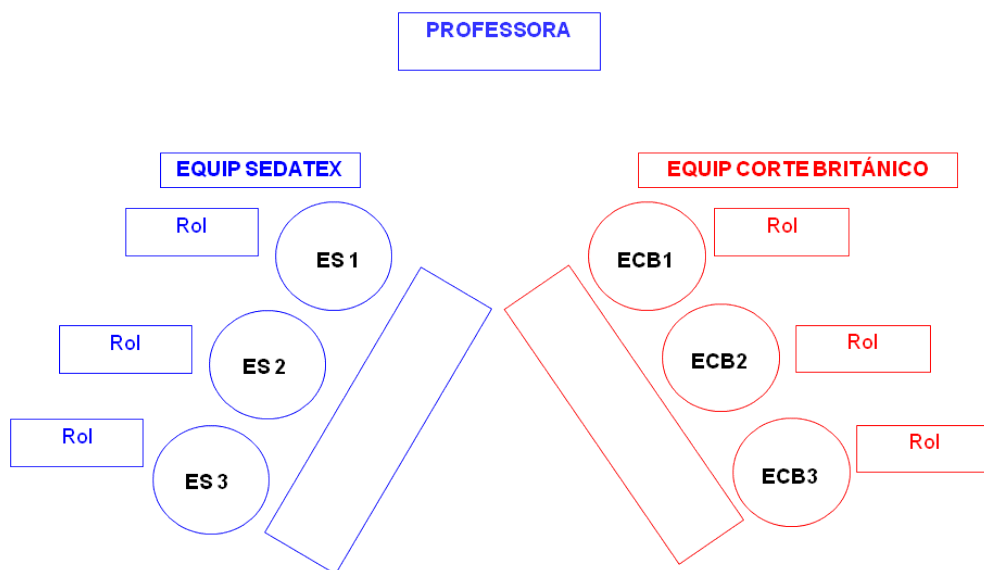 PROFESSORA
EQUIP SEDATEX
EQUIP CORTE BRITÁNICO
Rol
ES 1
ECB1
Rol
Rol
ES 2
ECB2
Rol
Rol
ES 3
ECB3
Rol